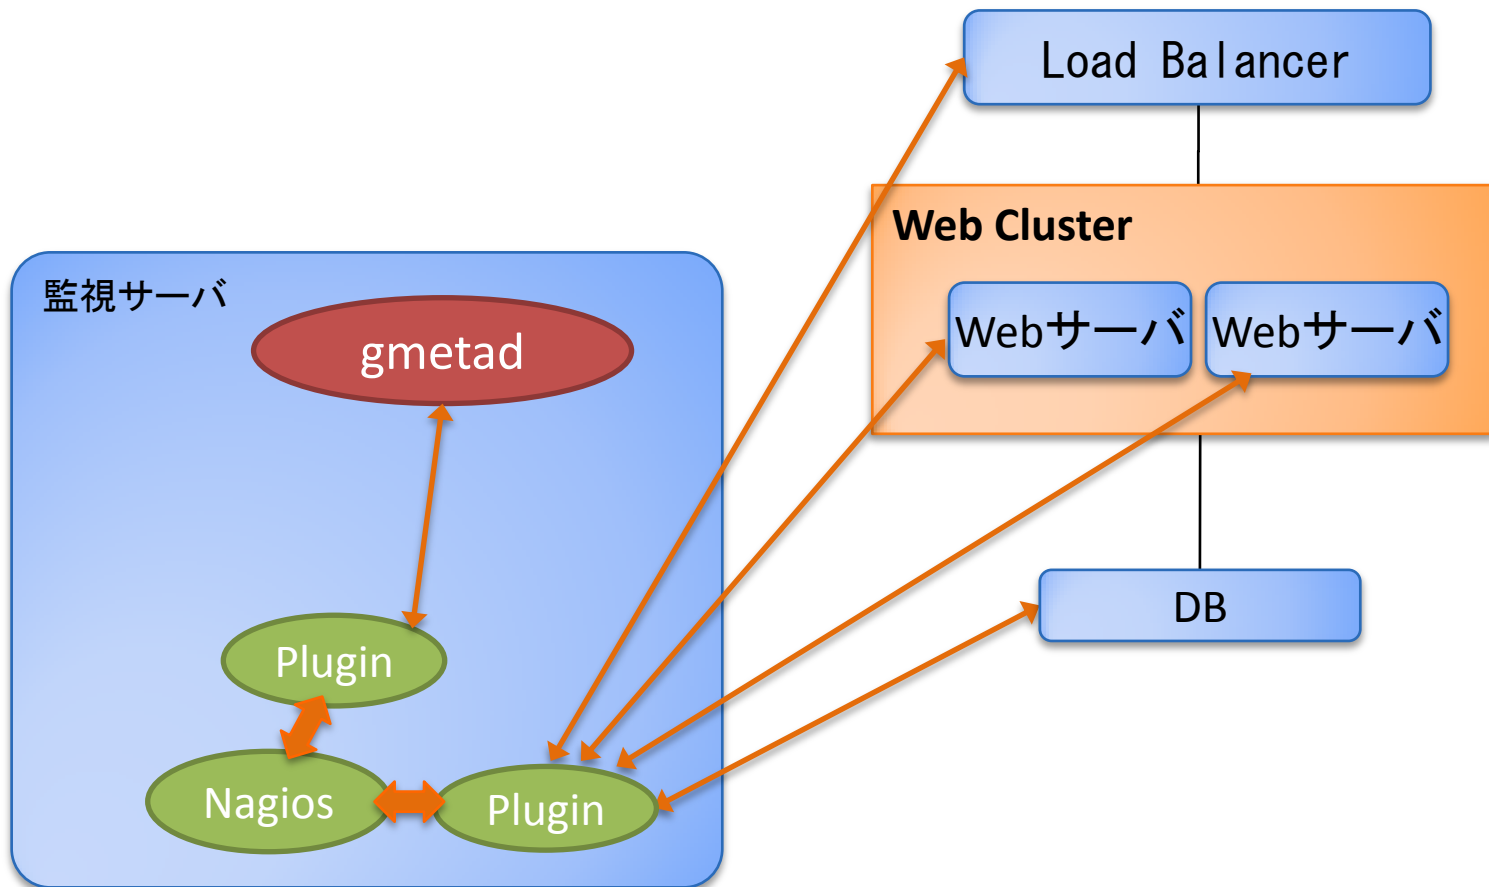 Load Balancer
Web Cluster
監視サーバ
Webサーバ
Webサーバ
gmetad
DB
Plugin
Nagios
Plugin